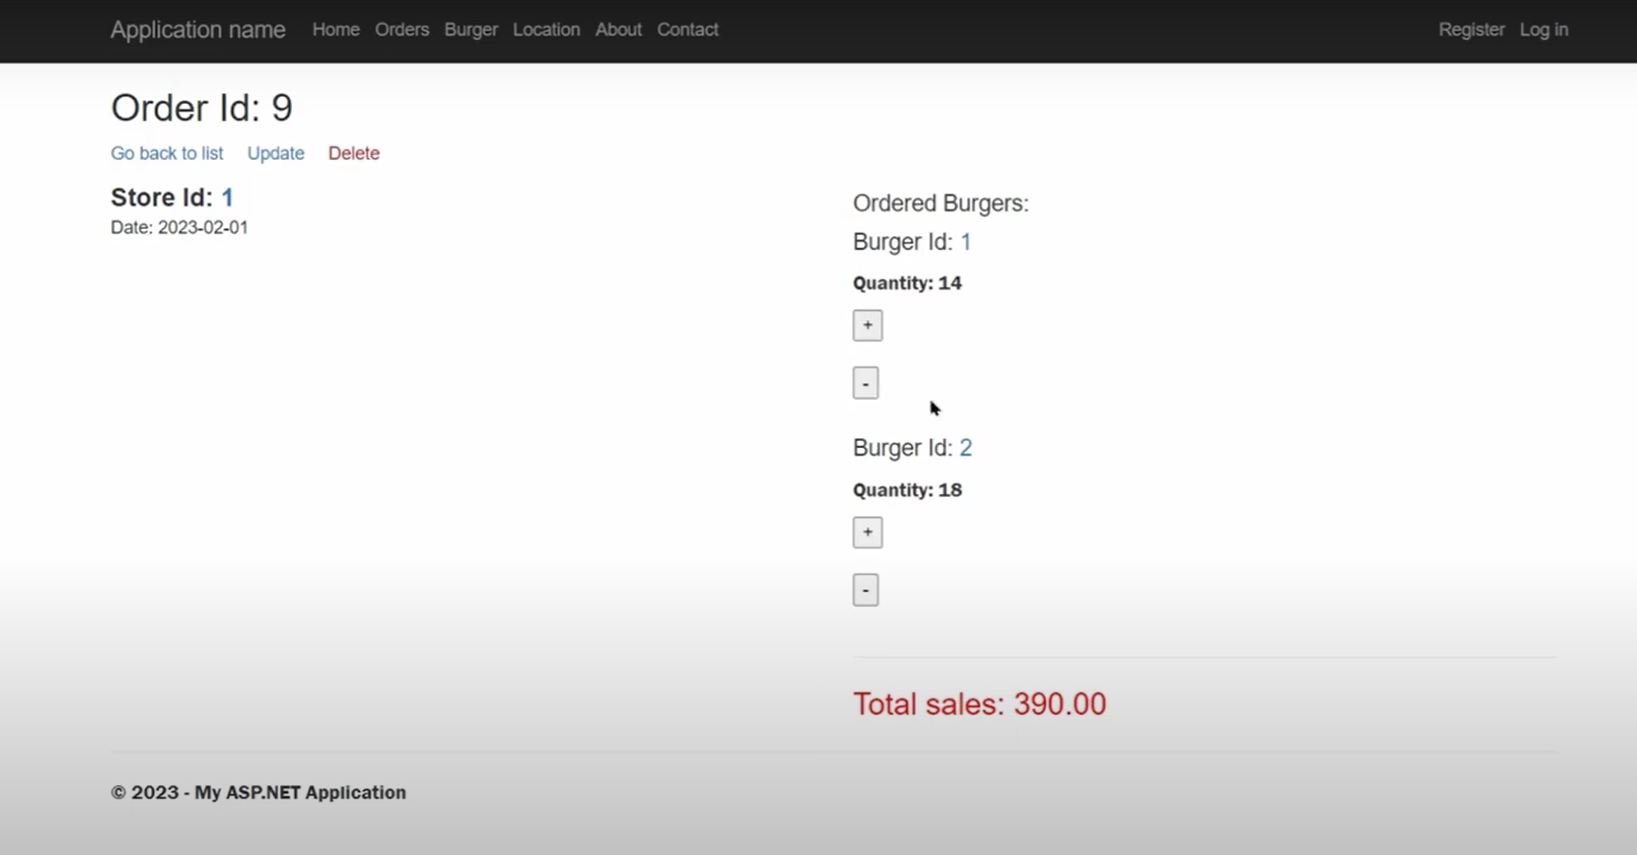 Application name Home Orders Burger Location About Contact Register Log in
Order Id: 9
Go back to list Update Delete
Store Id: 1
Date: 2023-02-01
Ordered Burgers:
Burger Id: 1
Quantity: 14
+
-
Burger Id: 2
Quantity: 18
+
-
Total sales: 390.00
© 2023 - My ASP.NET Application